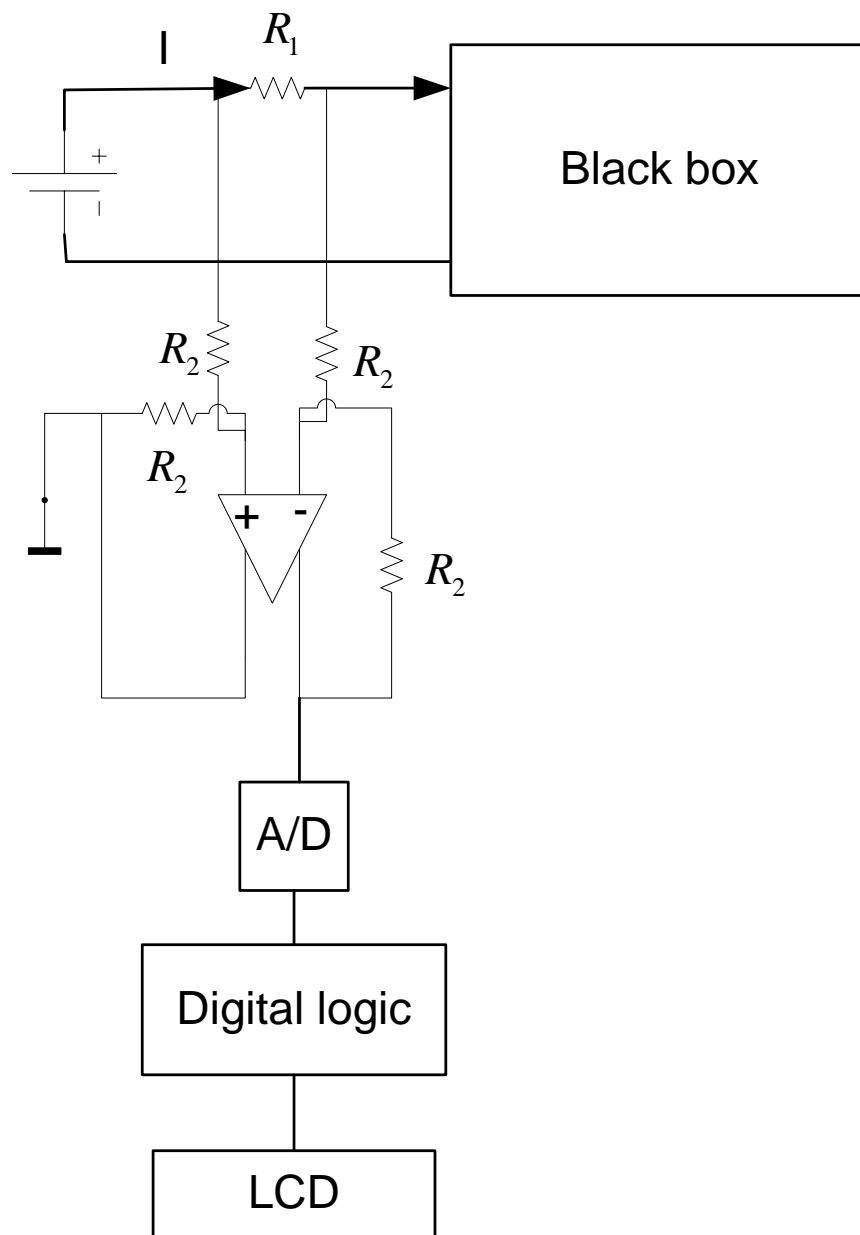 I
R₁
Black box
+
−
R₂
R₂
R₂
+ -
R₂
A/D
Digital logic
LCD